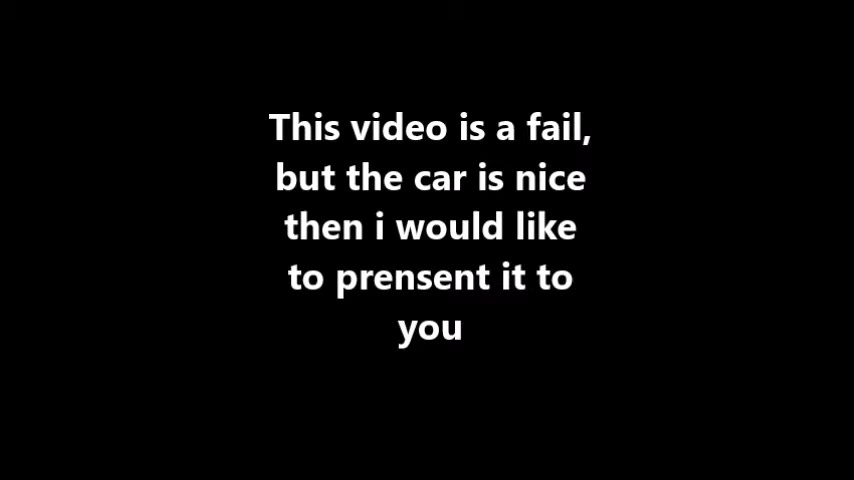 This video is a fail,
but the car is nice
then i would like
to prensent it to
you